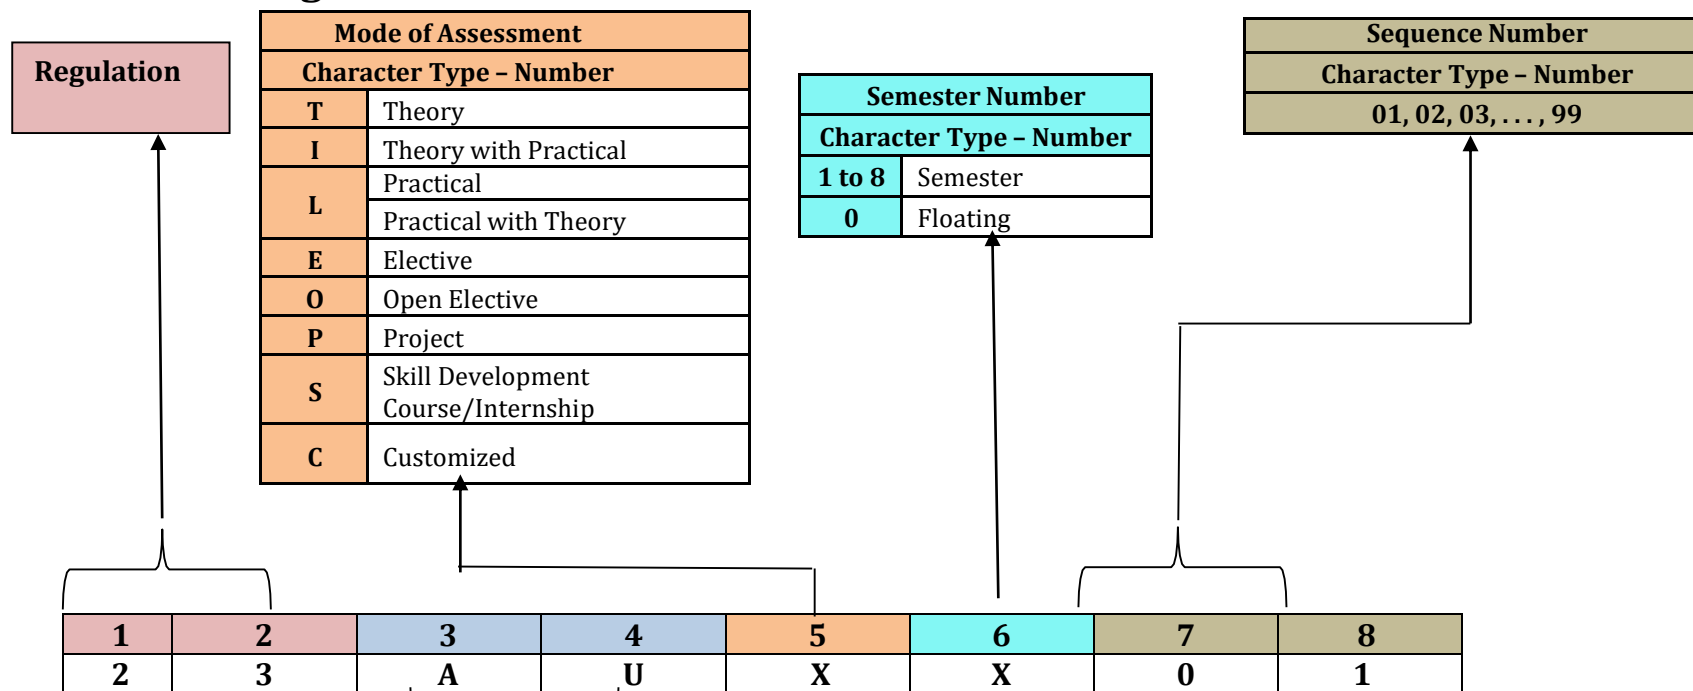 Regulation
Mode of Assessment
Character Type – Number
T Theory
I Theory with Practical
L Practical
Practical with Theory
E Elective
O Open Elective
P Project
S Skill Development
Course/Internship
C Customized
Semester Number
Character Type – Number
1 to 8 Semester
0 Floating
Sequence Number
Character Type – Number
01, 02, 03, . . . , 99
1 2 3 4 5 6 7 8
2 3 A U X X 0 1